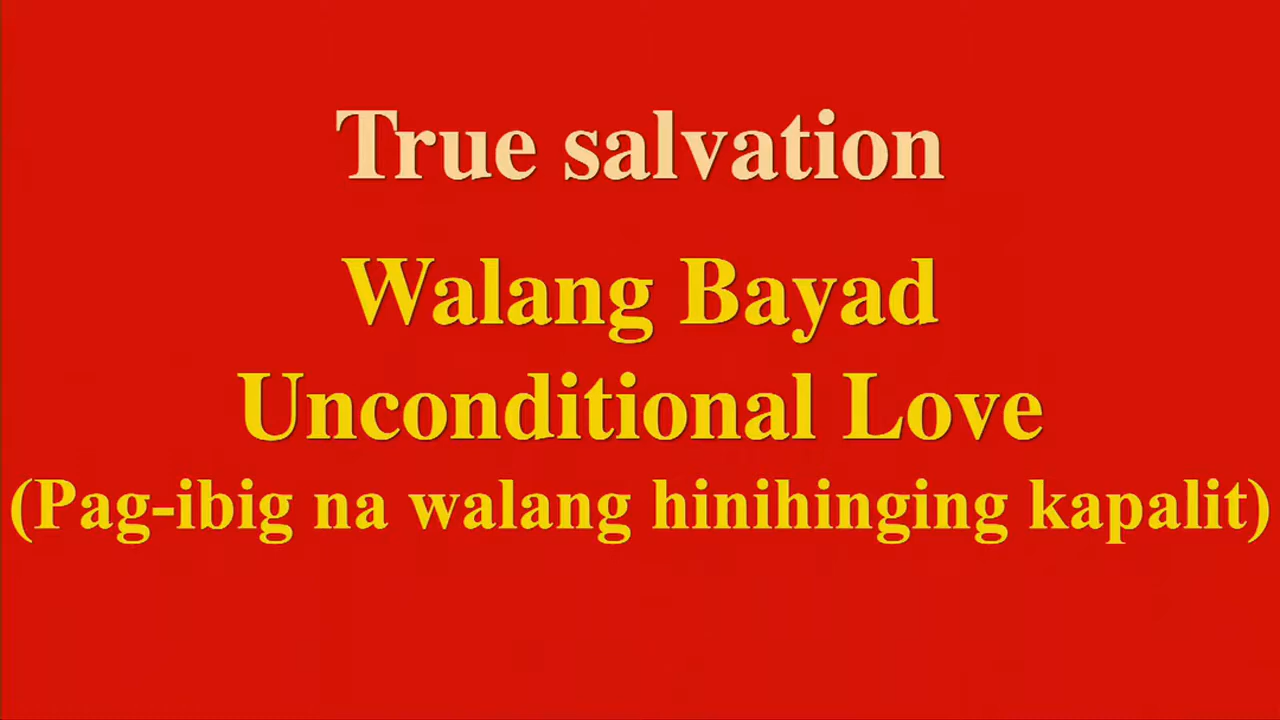 True salvation
Walang Bayad
Unconditional Love
(Pag-ibig na walang hinihinging kapalit)